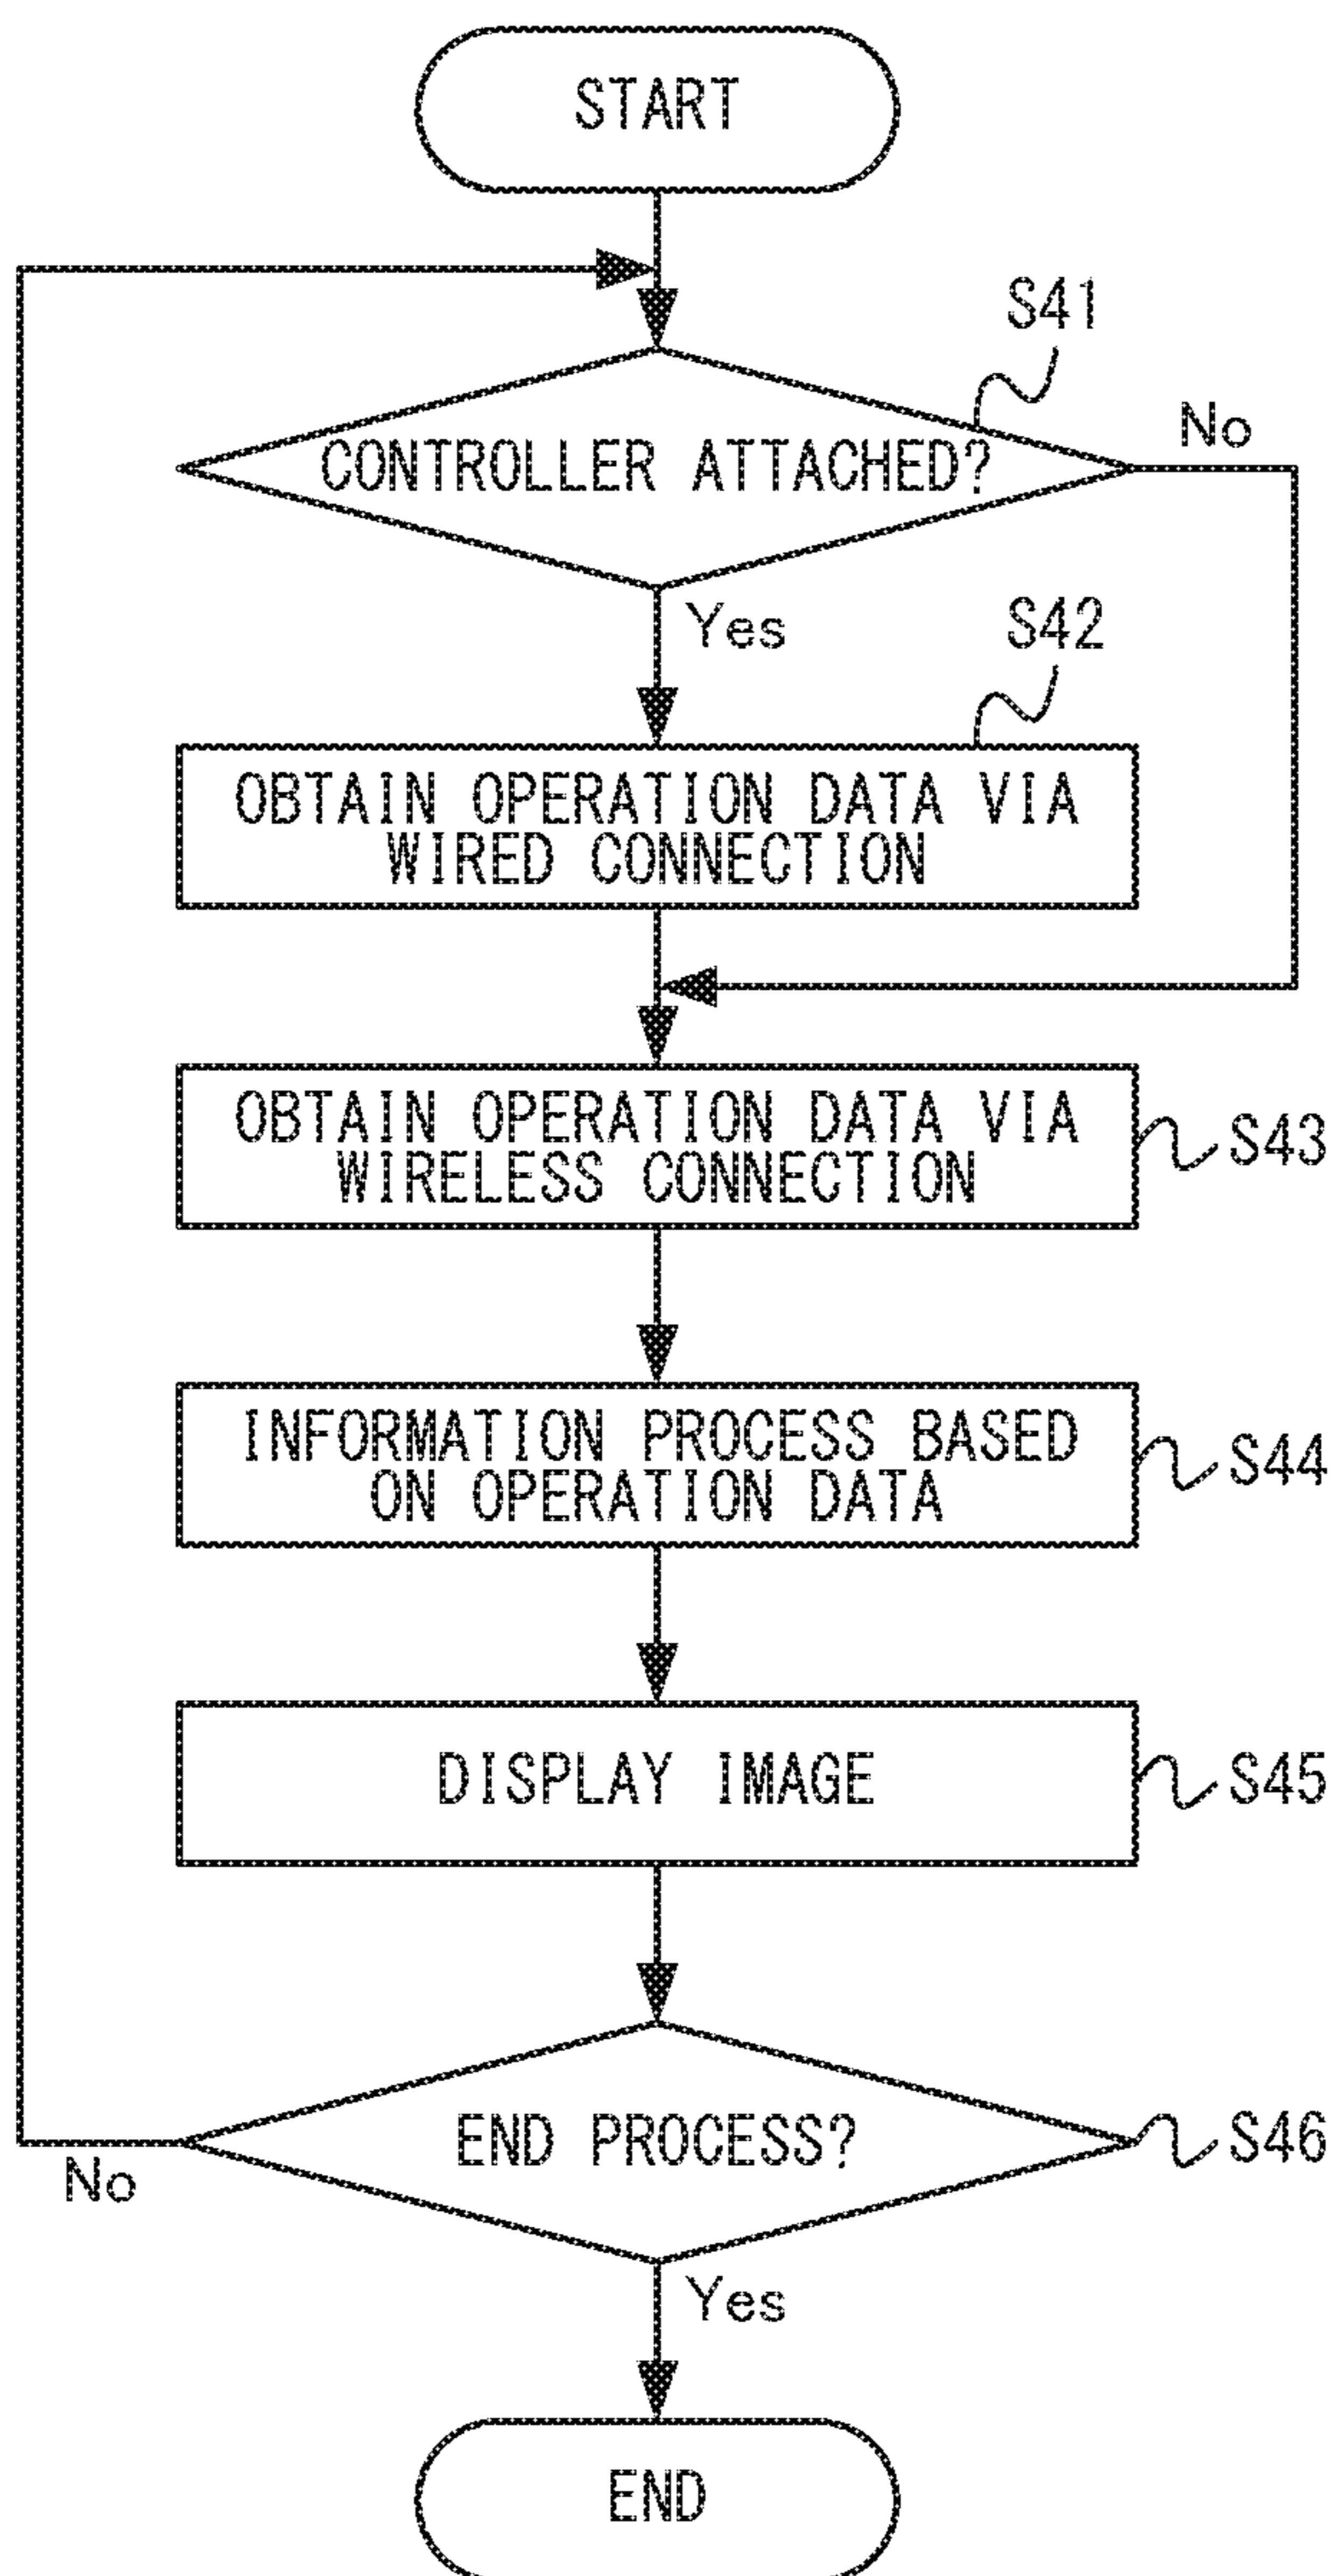 START
S41
CONTROLLER ATTACHED?
No
Yes
S42
OBTAIN OPERATION DATA VIA
WIRED CONNECTION
OBTAIN OPERATION DATA VIA
WIRELESS CONNECTION
S43
INFORMATION PROCESS BASED
ON OPERATION DATA
S44
DISPLAY IMAGE
S45
END PROCESS?
S46
No
Yes
END